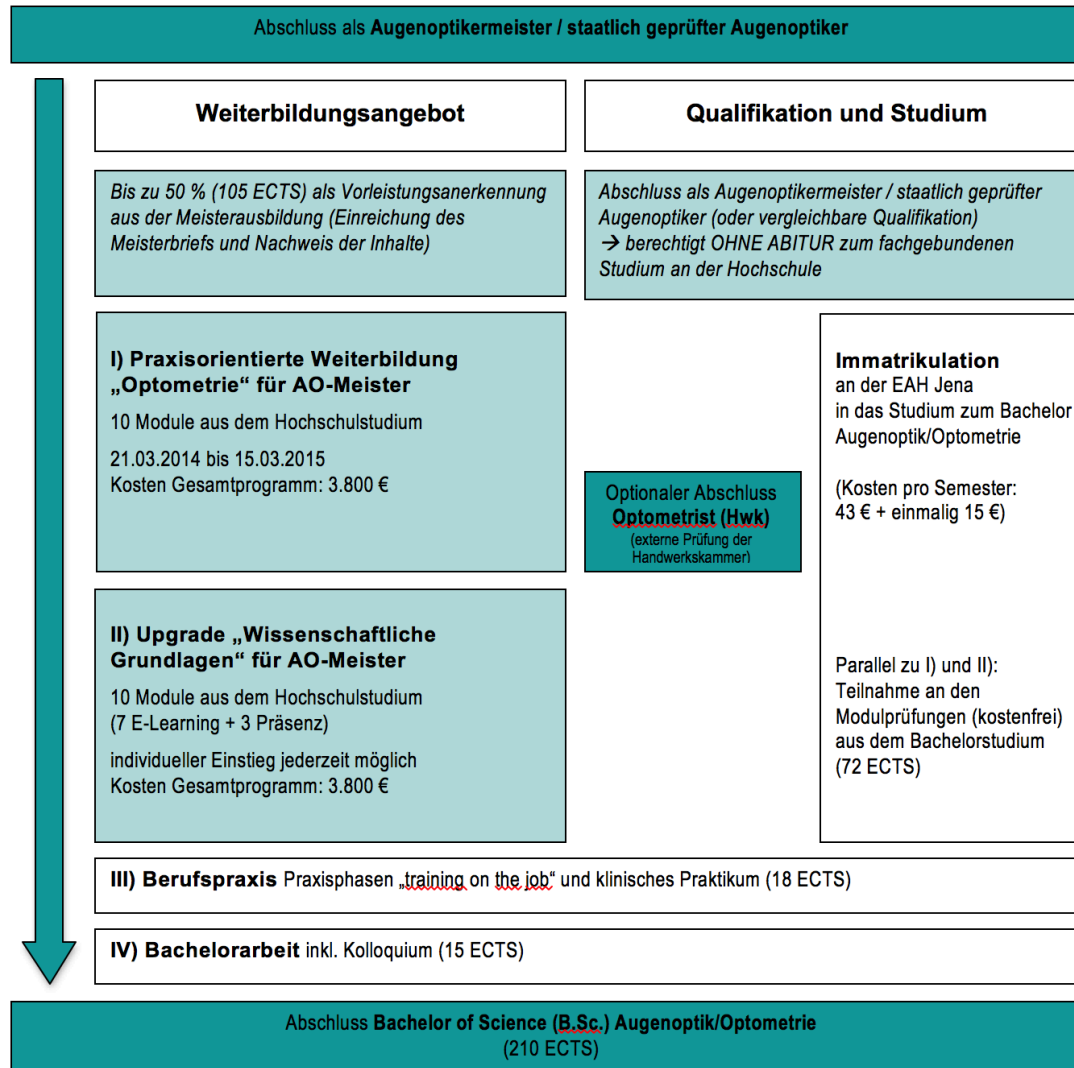 Abschluss als Augenoptikermeister / staatlich geprüfter Augenoptiker
Weiterbildungsangebot
Qualifikation und Studium
Bis zu 50 % (105 ECTS) als Vorleistungsanerkennung
aus der Meisterausbildung (Einreichung des
Meisterbriefs und Nachweis der Inhalte)
Abschluss als Augenoptikermeister / staatlich geprüfter
Augenoptiker (oder vergleichbare Qualifikation)
→ berechtigt OHNE ABITUR zum fachgebundenen
Studium an der Hochschule
I) Praxisorientierte Weiterbildung
„Optometrie“ für AO-Meister
10 Module aus dem Hochschulstudium
21.03.2014 bis 15.03.2015
Kosten Gesamtprogramm: 3.800 €
Optionaler Abschluss
Optometrist (Hwk)
(externe Prüfung der
Handwerkskammer)
Immatrikulation
an der EAH Jena
in das Studium zum Bachelor
Augenoptik/Optometrie
(Kosten pro Semester:
43 € + einmalig 15 €)
II) Upgrade „Wissenschaftliche
Grundlagen“ für AO-Meister
10 Module aus dem Hochschulstudium
(7 E-Learning + 3 Präsenz)
individueller Einstieg jederzeit möglich
Kosten Gesamtprogramm: 3.800 €
Parallel zu I) und II):
Teilnahme an den
Modulprüfungen (kostenfrei)
aus dem Bachelorstudium
(72 ECTS)
III) Berufspraxis Praxisphasen „training on the job“ und klinisches Praktikum (18 ECTS)
IV) Bachelorarbeit inkl. Kolloquium (15 ECTS)
Abschluss Bachelor of Science (B.Sc.) Augenoptik/Optometrie
(210 ECTS)